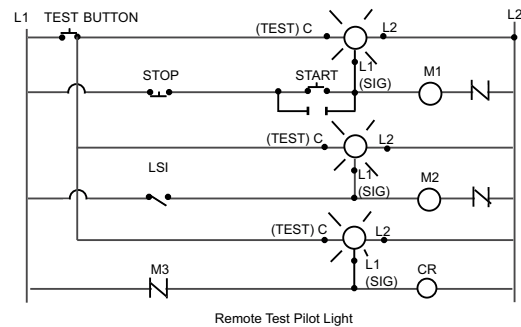 L1 TEST BUTTON (TEST) C L2 L2
L1
(SIG)
STOP START M1
(TEST) C L2
L1
(SIG)
LSI M2
(TEST) C L2
L1
(SIG)
M3 CR
Remote Test Pilot Light